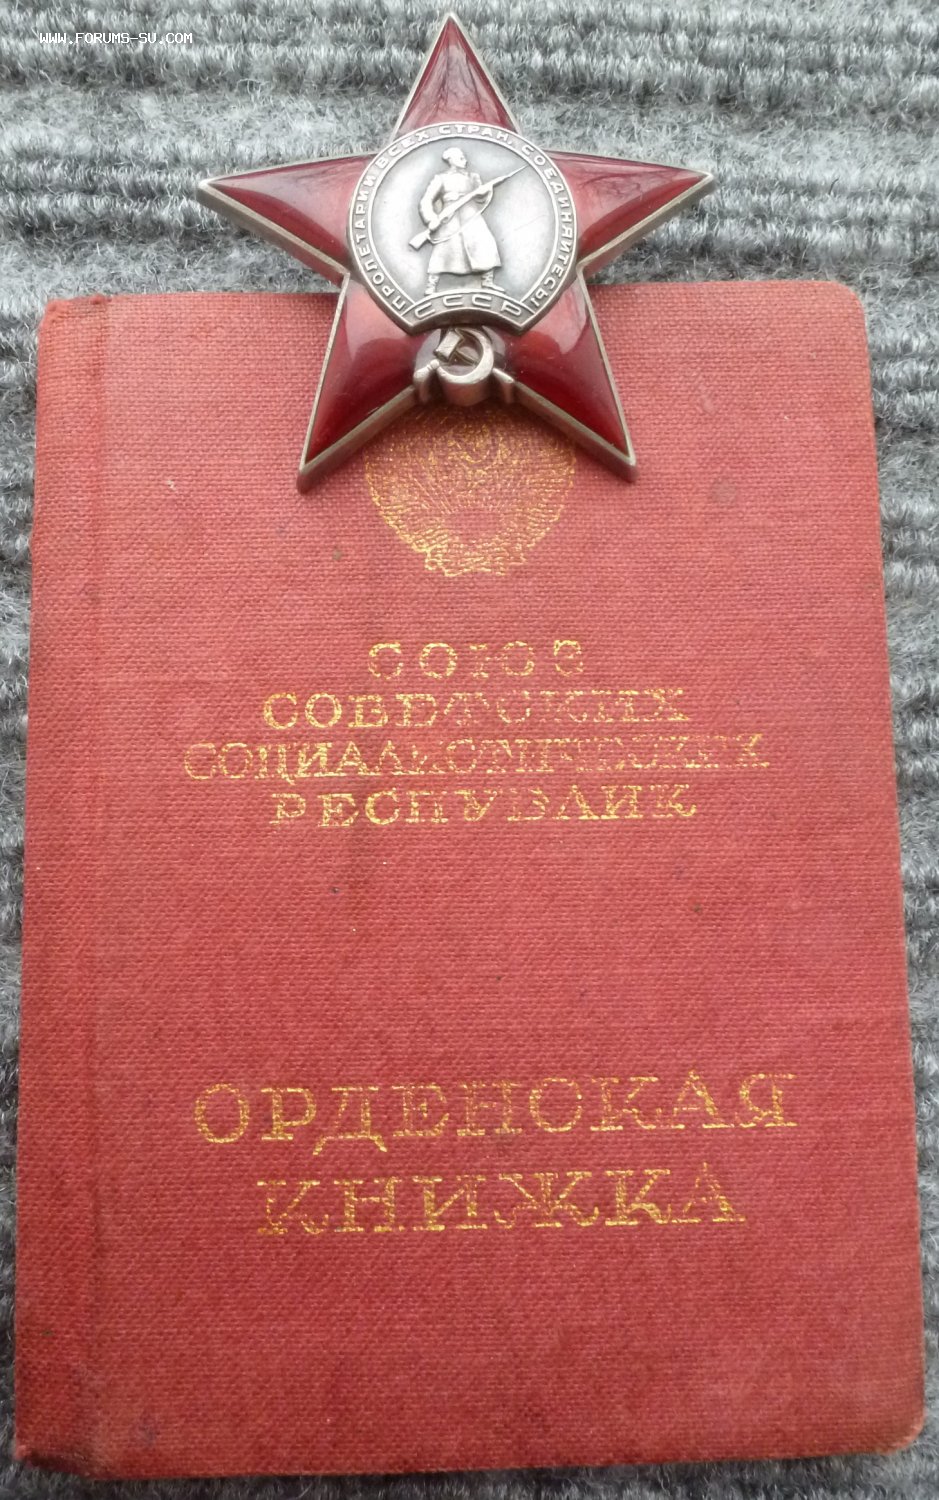 WWW.FORUMS-SU.COM
ПРОЛЕТАРИИ ВСЕХ СТРАН, СОЕДИНЯЙТЕСЬ!
СССР
СОЮЗ
СОВЕТСКИХ
СОЦИАЛИСТИЧЕСКИХ
РЕСПУБЛИК
ОРДЕНСКАЯ
КНИЖКА